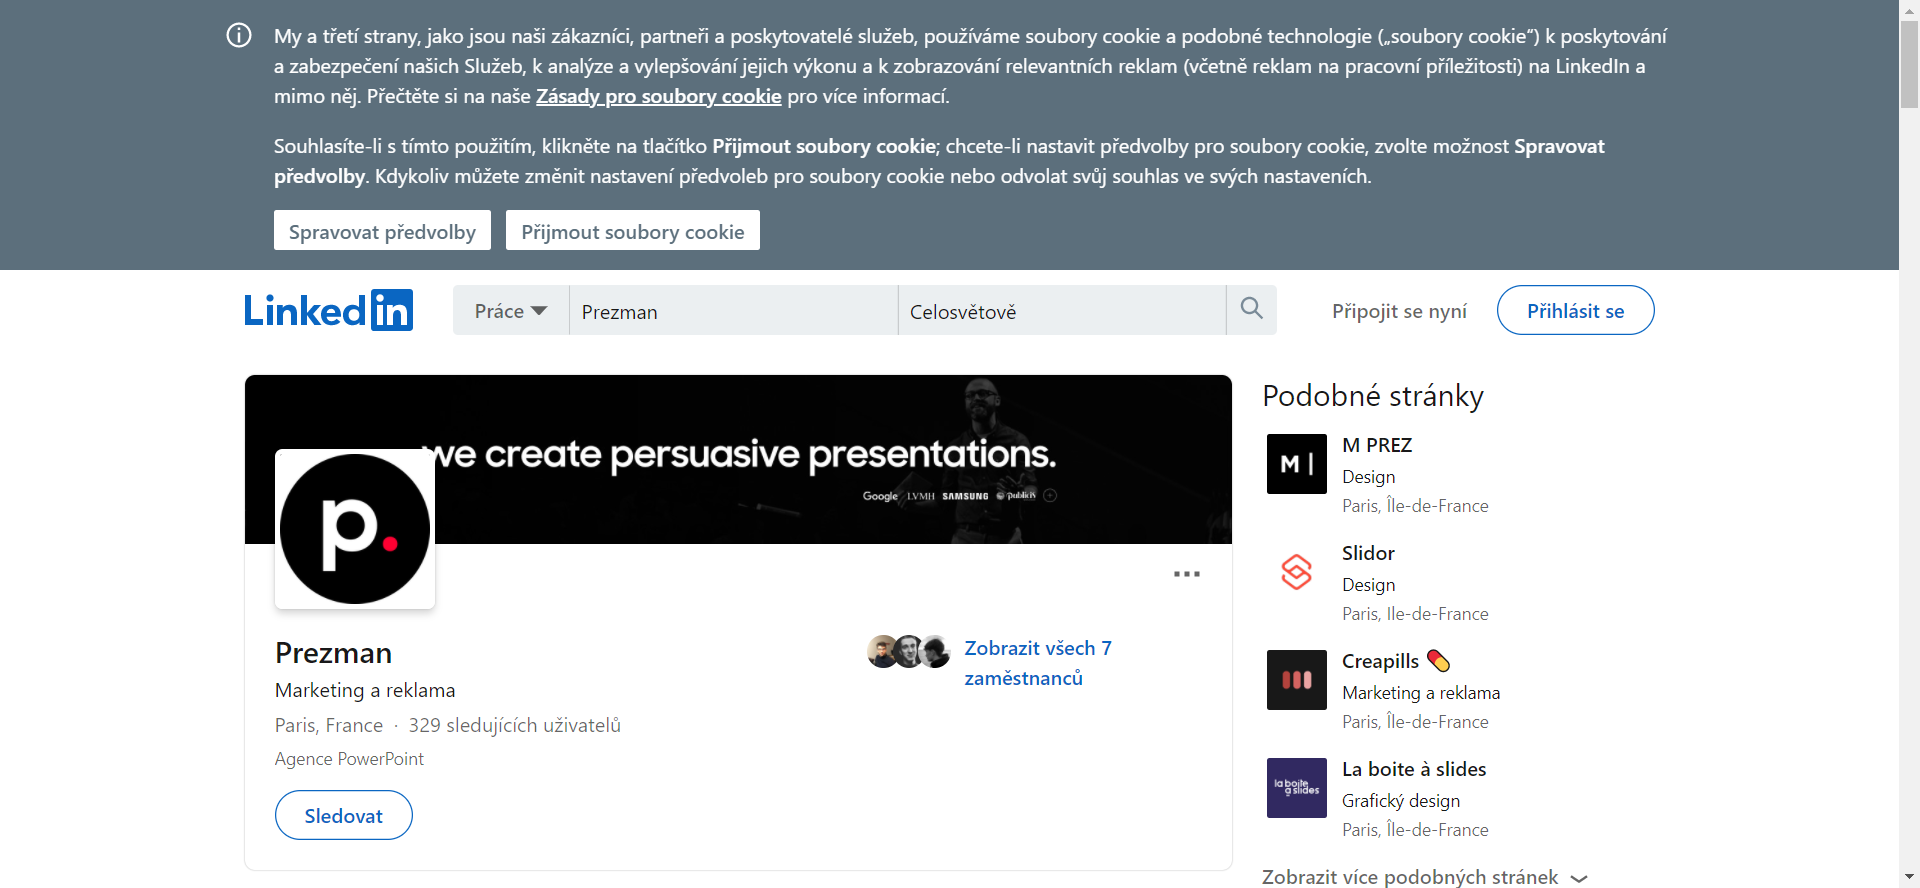 My a třetí strany, jako jsou naši zákazníci, partneři a poskytovatelé služeb, používáme soubory cookie a podobné technologie („soubory cookie“) k poskytování
a zabezpečení našich Služeb, k analýze a vylepšování jejich výkonu a k zobrazování relevantních reklam (včetně reklam na pracovní příležitosti) na LinkedIn a
mimo něj. Přečtěte si na naše Zásady pro soubory cookie pro více informací.
Souhlasíte-li s tímto použitím, klikněte na tlačítko Přijmout soubory cookie; chcete-li nastavit předvolby pro soubory cookie, zvolte možnost Spravovat
předvolby. Kdykoliv můžete změnit nastavení předvoleb pro soubory cookie nebo odvolat svůj souhlas ve svých nastaveních.
Spravovat předvolby Přijmout soubory cookie
LinkedIn Práce Prezman Celosvětově Připojit se nyní Přihlásit se
we create persuasive presentations.
Google LVMH SAMSUNG publicis
p.
Prezman
Marketing a reklama
Paris, France · 329 sledujících uživatelů
Agence PowerPoint
Sledovat
Zobrazit všech 7
zaměstnanců
Podobné stránky
M |
M PREZ
Design
Paris, Île-de-France
Slidor
Design
Paris, Ile-de-France
Creapills 💊
Marketing a reklama
Paris, Île-de-France
la boite
a slides
La boite à slides
Grafický design
Paris, Île-de-France
Zobrazit více podobných stránek